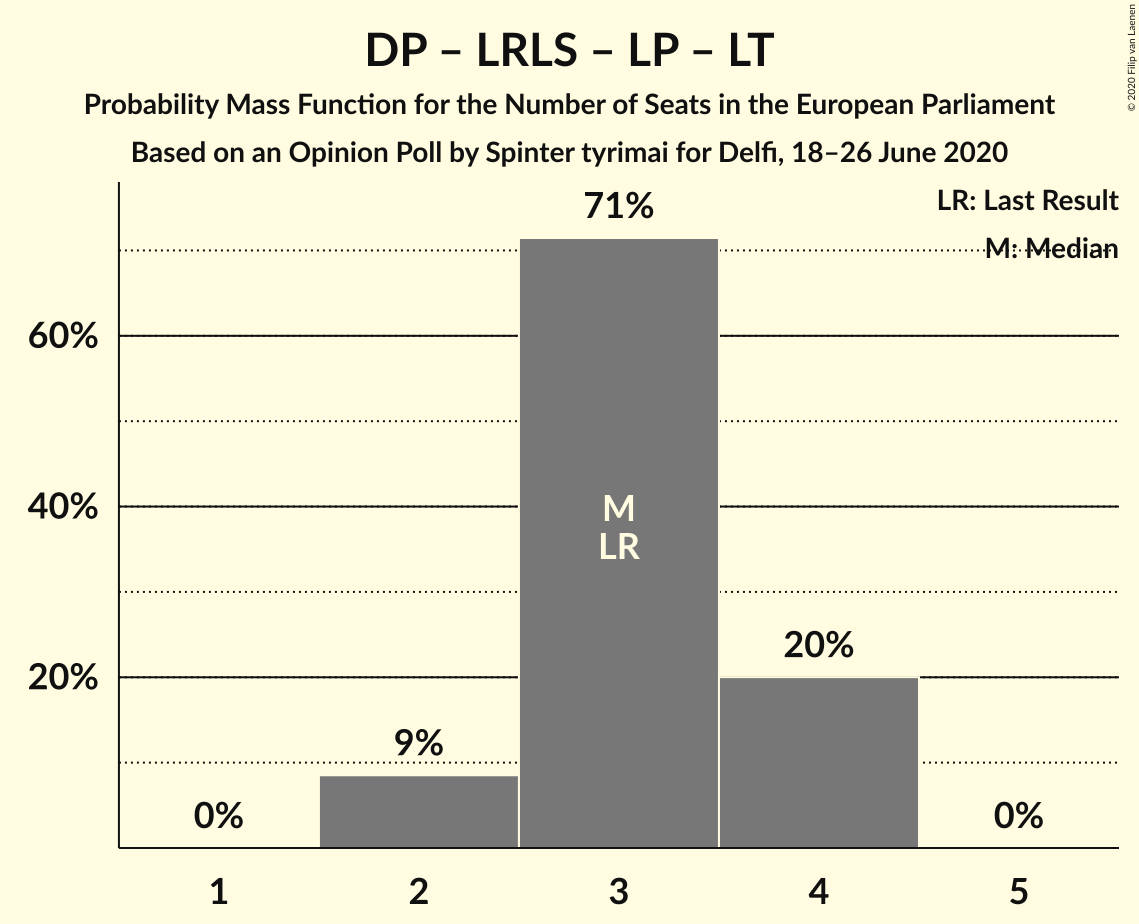 DP – LRLS – LP – LT
Probability Mass Function for the Number of Seats in the European Parliament
Based on an Opinion Poll by Spinter tyrimai for Delfi, 18–26 June 2020
© 2020 Filip van Laenen
LR: Last Result
M: Median
71%
60%
40%
20%
M
LR
20%
9%
0%
0%
1
2
3
4
5